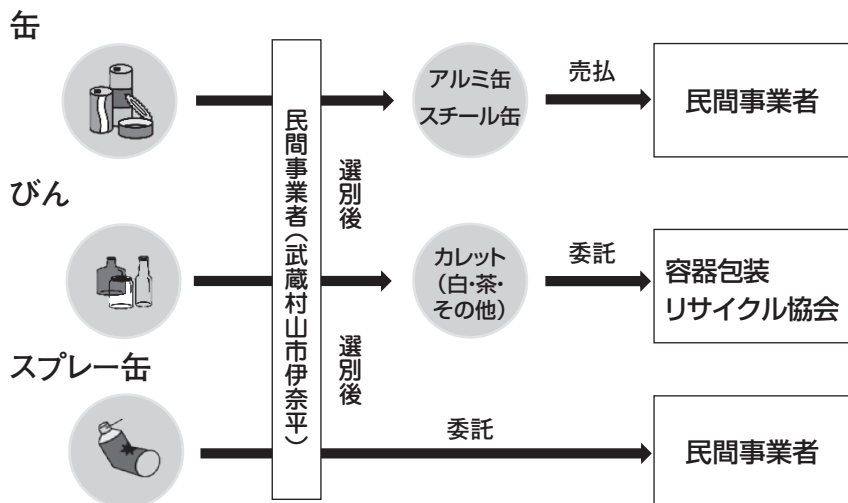 缶
アルミ缶
スチール缶
売払
民間事業者
民間事業者(武蔵村山市伊奈平)
選別後
びん
カレット
(白・茶・
その他)
委託
容器包装
リサイクル協会
選別後
スプレー缶
委託
民間事業者